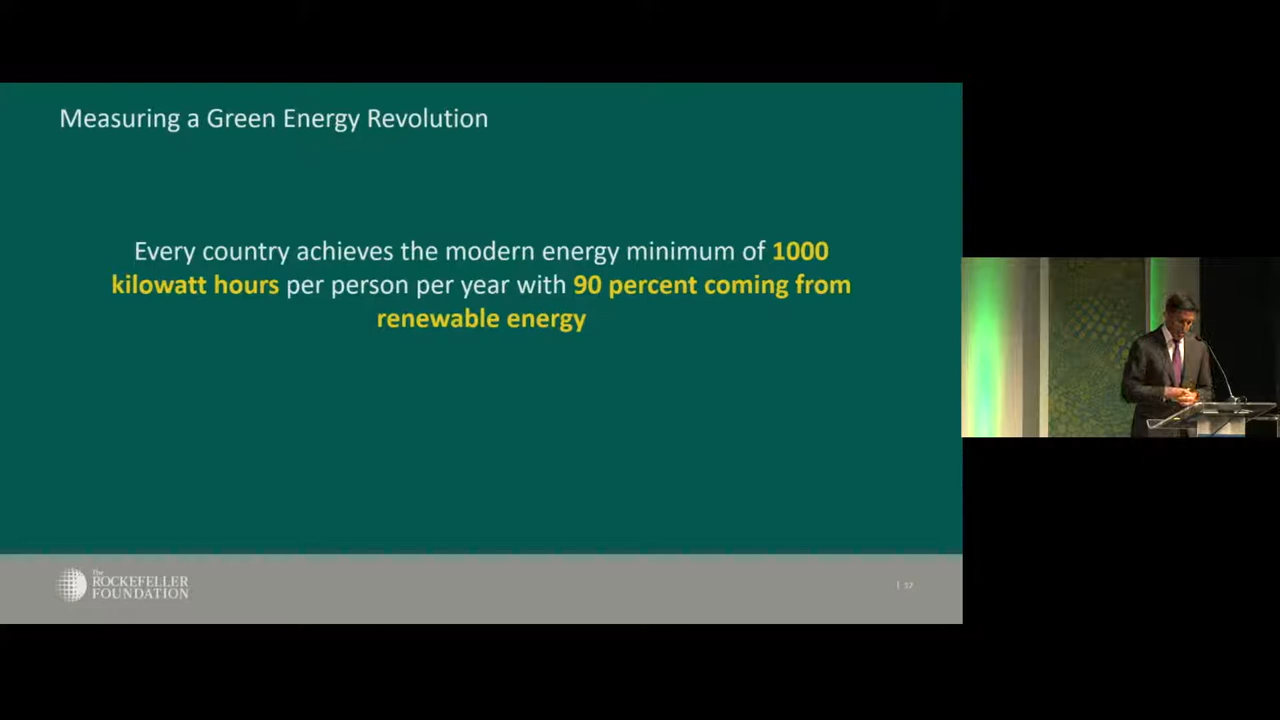 Measuring a Green Energy Revolution
Every country achieves the modern energy minimum of 1000
kilowatt hours per person per year with 90 percent coming from
renewable energy
The
ROCKEFELLER
FOUNDATION